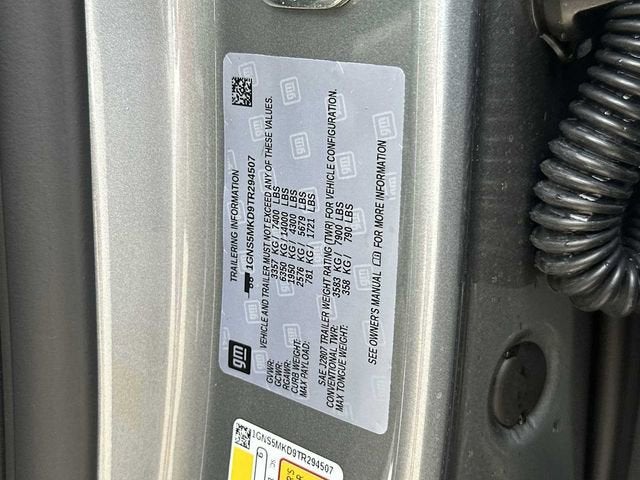 TRAILERING INFORMATION
1GNS5MKD9TR294507
VEHICLE AND TRAILER MUST NOT EXCEED ANY OF THESE VALUES.
GVWR: 3357 KG / 7400 LBS
GCWR: 6350 KG / 14000 LBS
RGAWR: 1950 KG / 4300 LBS
CURB WEIGHT: 2576 KG / 5679 LBS
MAX PAYLOAD: 781 KG / 1721 LBS
SAE J2807 TRAILER WEIGHT RATING (TWR) FOR VEHICLE CONFIGURATION.
CONVENTIONAL TWR: 3583 KG / 7900 LBS
MAX TONGUE WEIGHT: 358 KG / 790 LBS
SEE OWNER'S MANUAL FOR MORE INFORMATION
gm
1GNS5MKD9TR294507